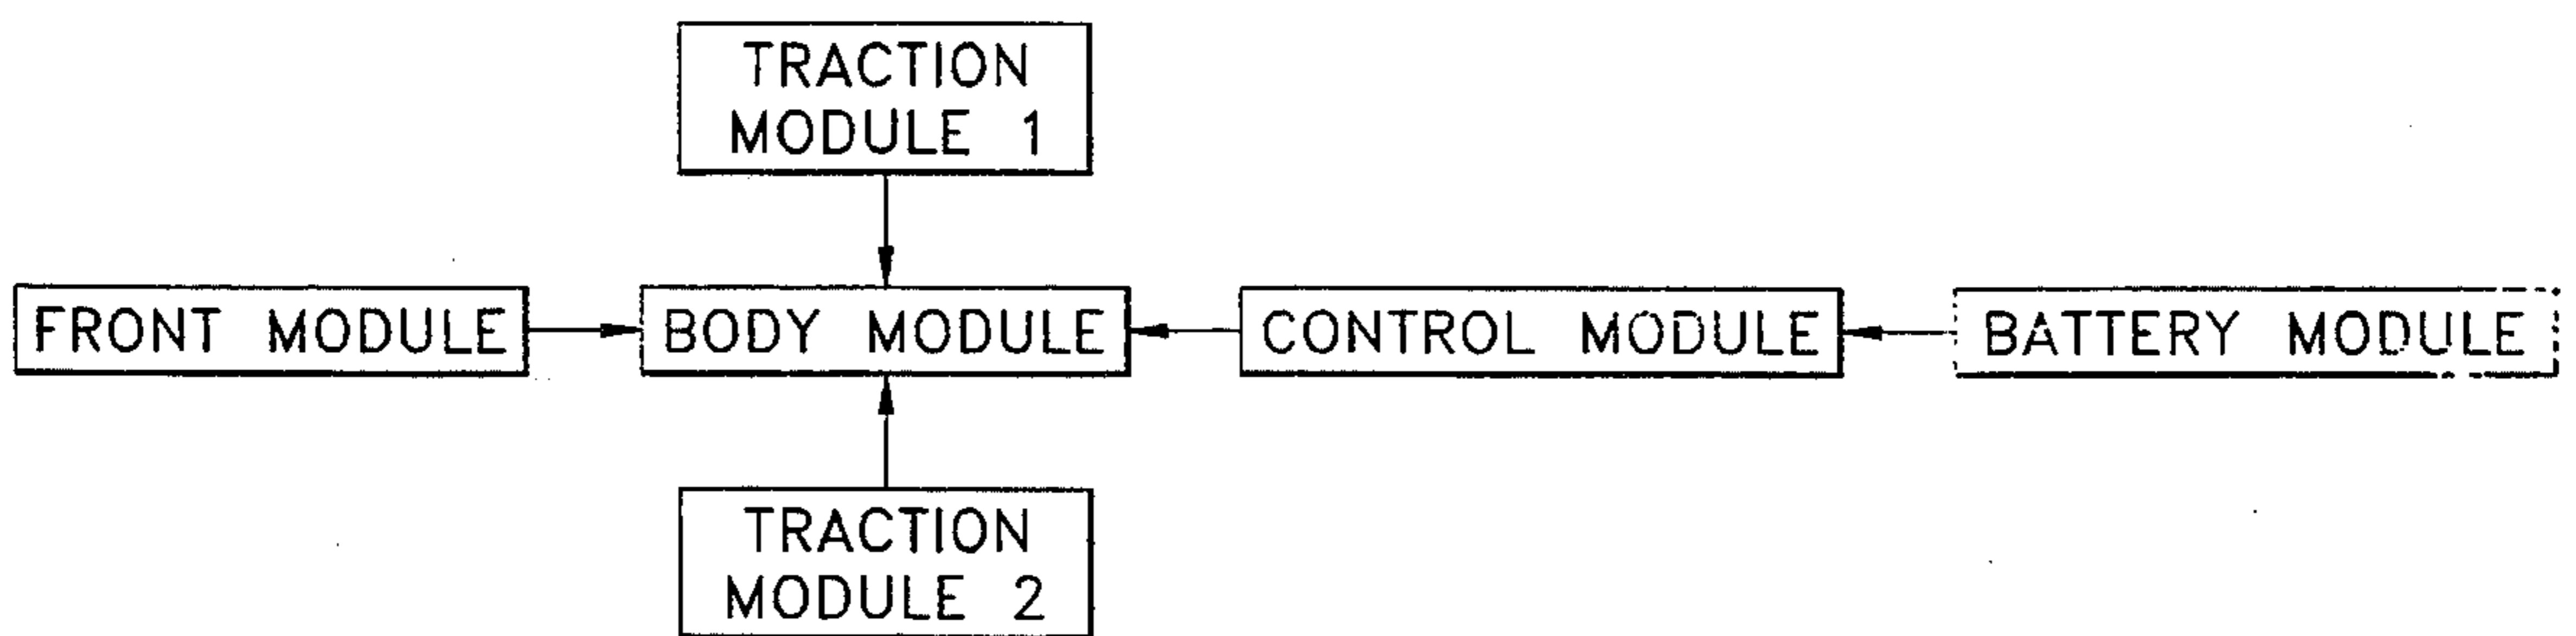 TRACTION
MODULE 1
FRONT MODULE
BODY MODULE
CONTROL MODULE
BATTERY MODULE
TRACTION
MODULE 2